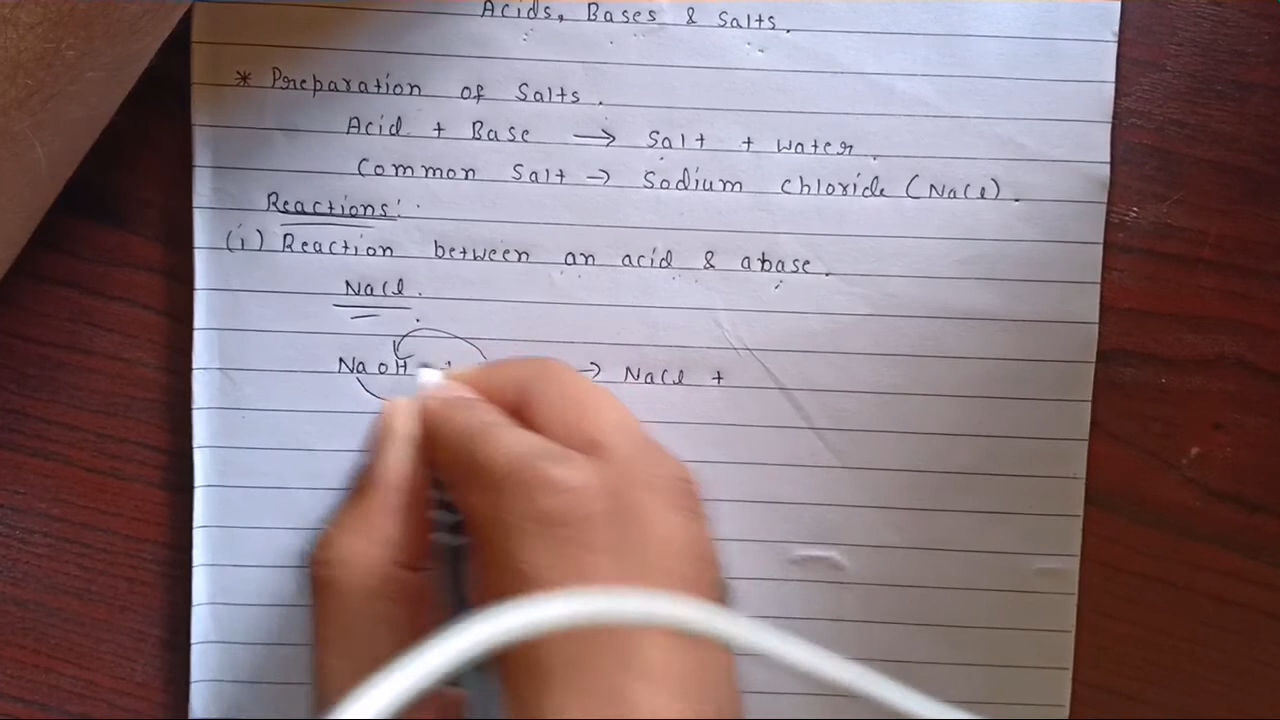 Acids, Bases & Salts.
* Preparation of Salts.
Acid + Base → Salt + Water.
Common Salt → Sodium Chloride (NaCl).
Reactions:
(i) Reaction between an acid & a base.
NaCl.
NaOH + → NaCl +